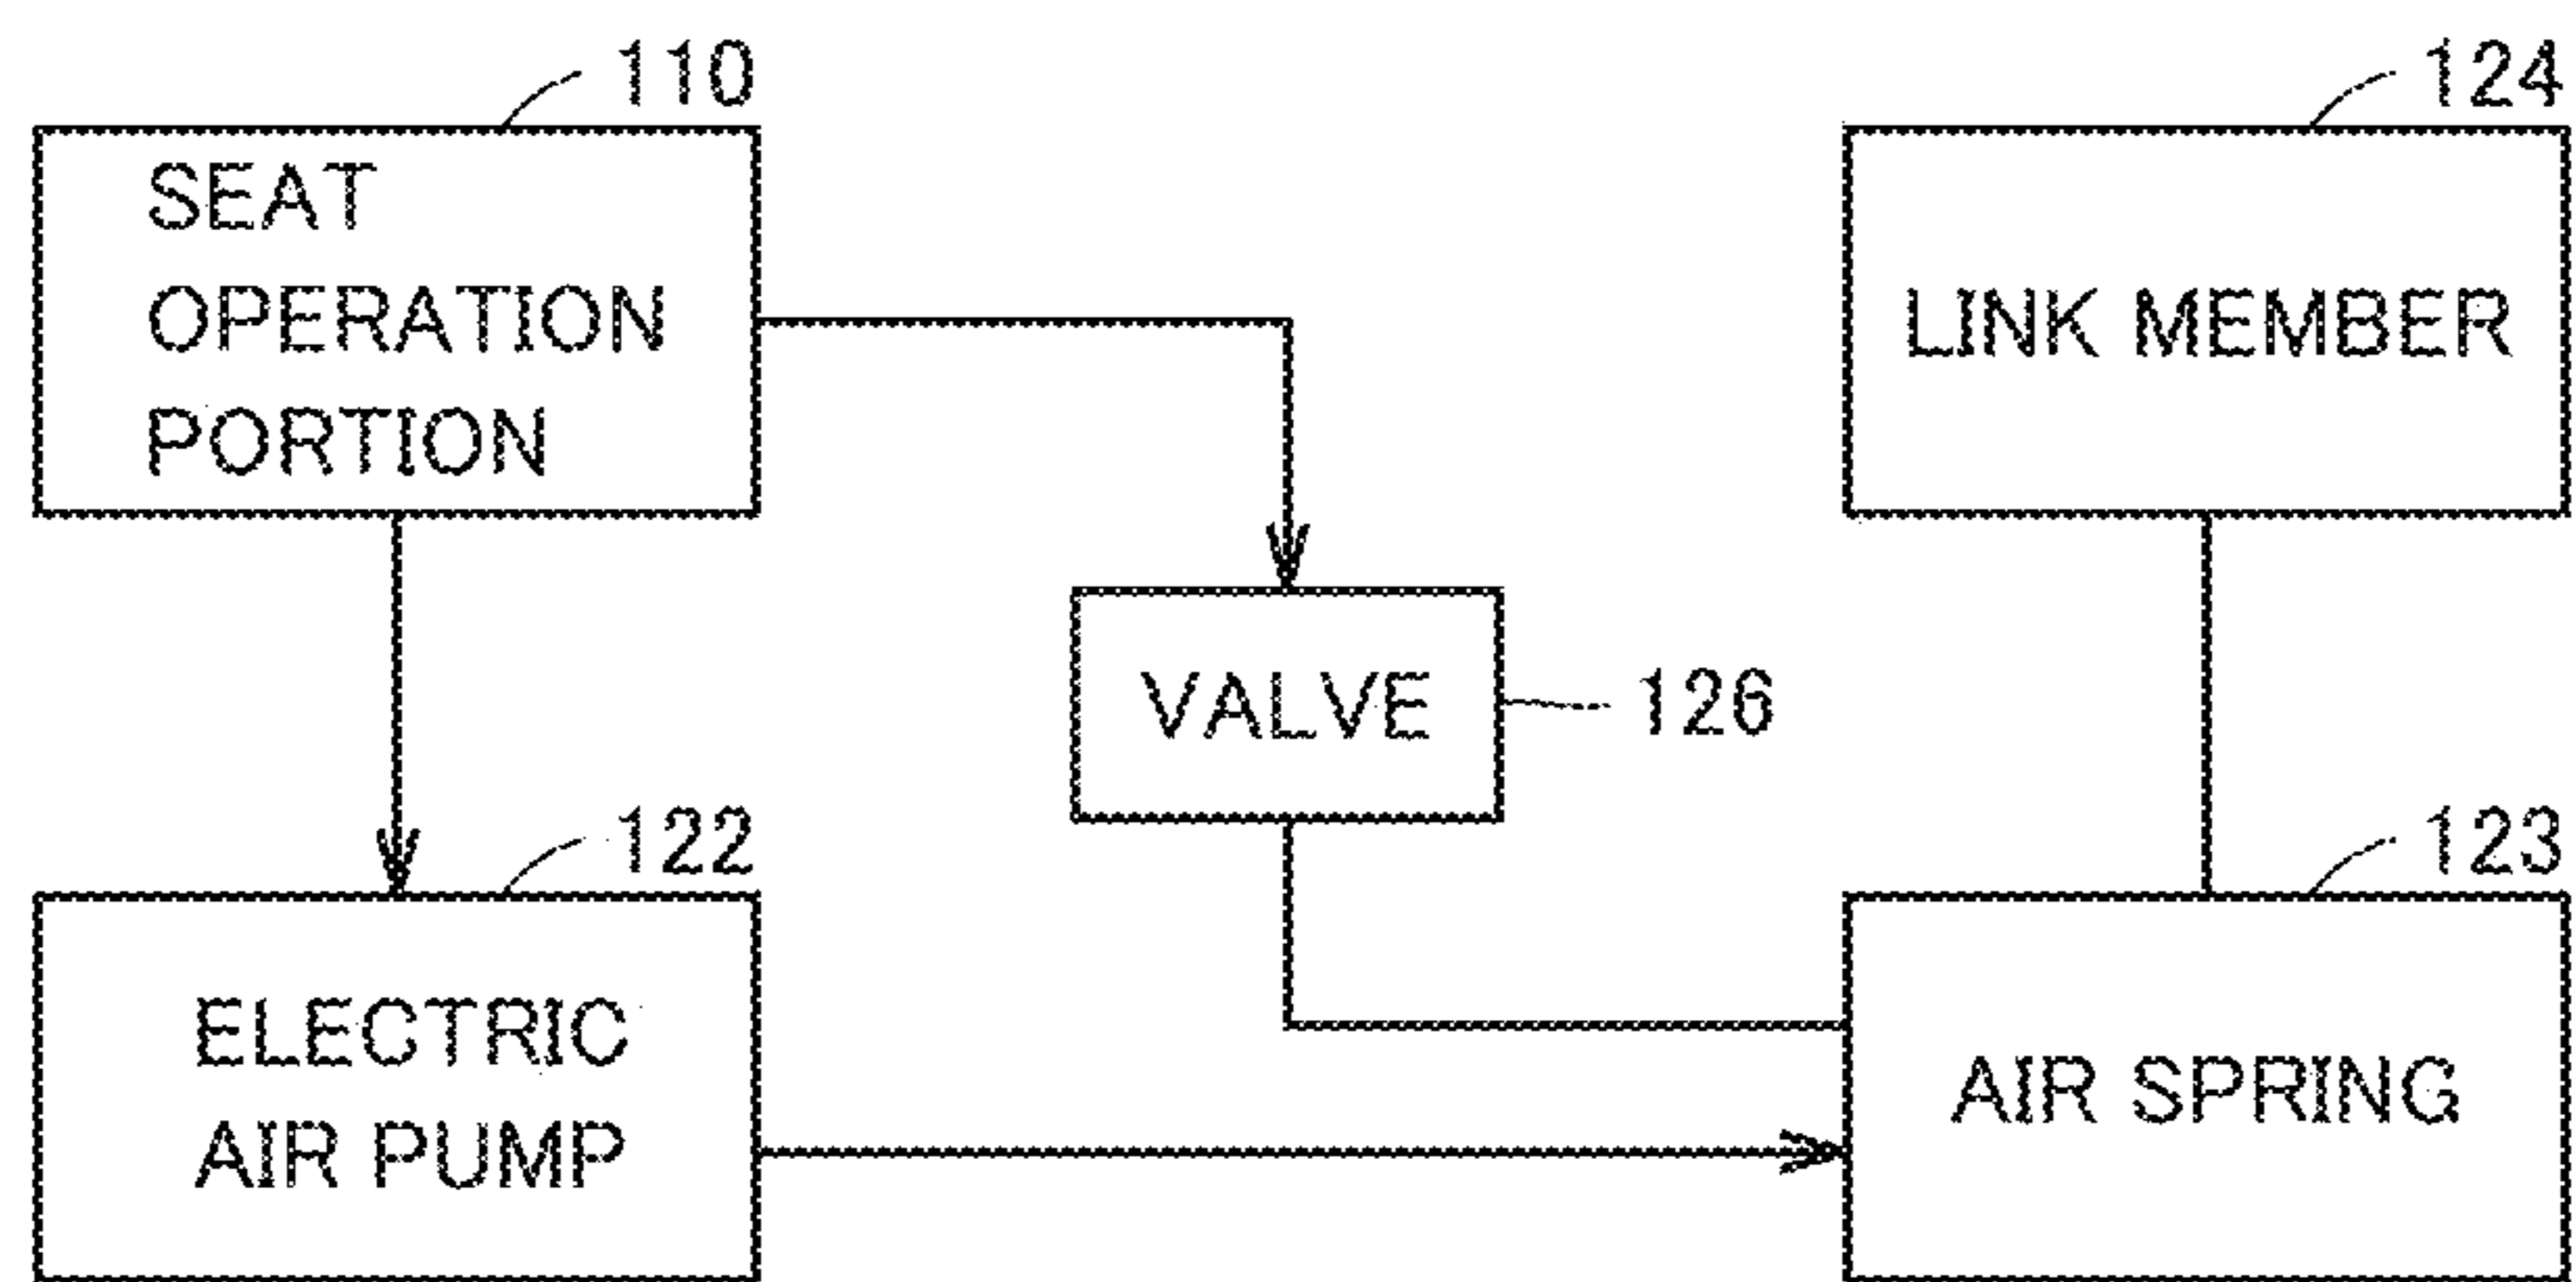 110
SEAT
OPERATION
PORTION
124
LINK MEMBER
VALVE
126
122
ELECTRIC
AIR PUMP
123
AIR SPRING